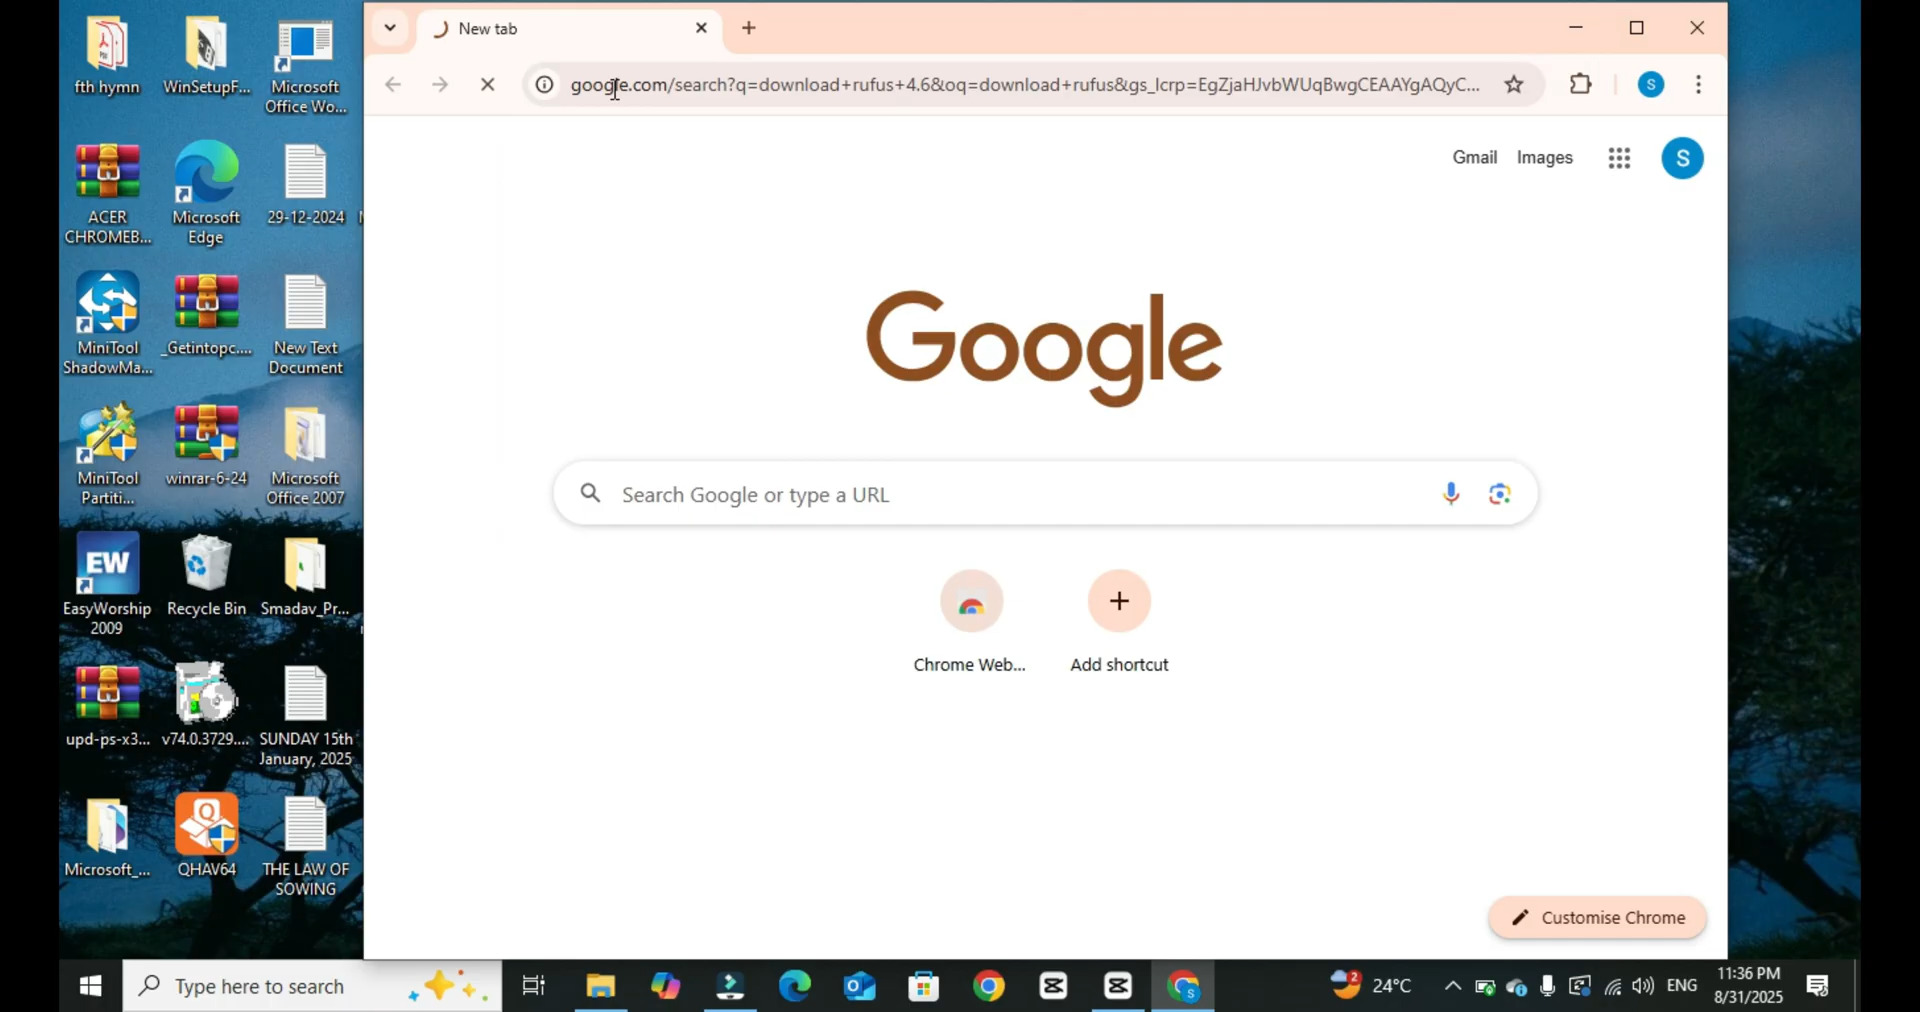 fth hymn
WinSetupF...
Microsoft
Office Wo...
ACER
CHROMEB...
Microsoft
Edge
29-12-2024
MiniTool
ShadowMa...
_Getintopc....
New Text
Document
MiniTool
Partiti...
winrar-6-24
Microsoft
Office 2007
EW
EasyWorship
2009
Recycle Bin
Smadav_Pr...
upd-ps-x3...
v74.0.3729....
SUNDAY 15th
January, 2025
Microsoft_...
QHAV64
THE LAW OF
SOWING
New tab
google.com/search?q=download+rufus+4.6&oq=download+rufus&gs_lcrp=EgZjaHJvbWUqBwgCEAAYgAQyC...
S
Gmail
Images
S
Google
Search Google or type a URL
Chrome Web...
Add shortcut
Customise Chrome
Type here to search
2
24°C
ENG
11:36 PM
8/31/2025